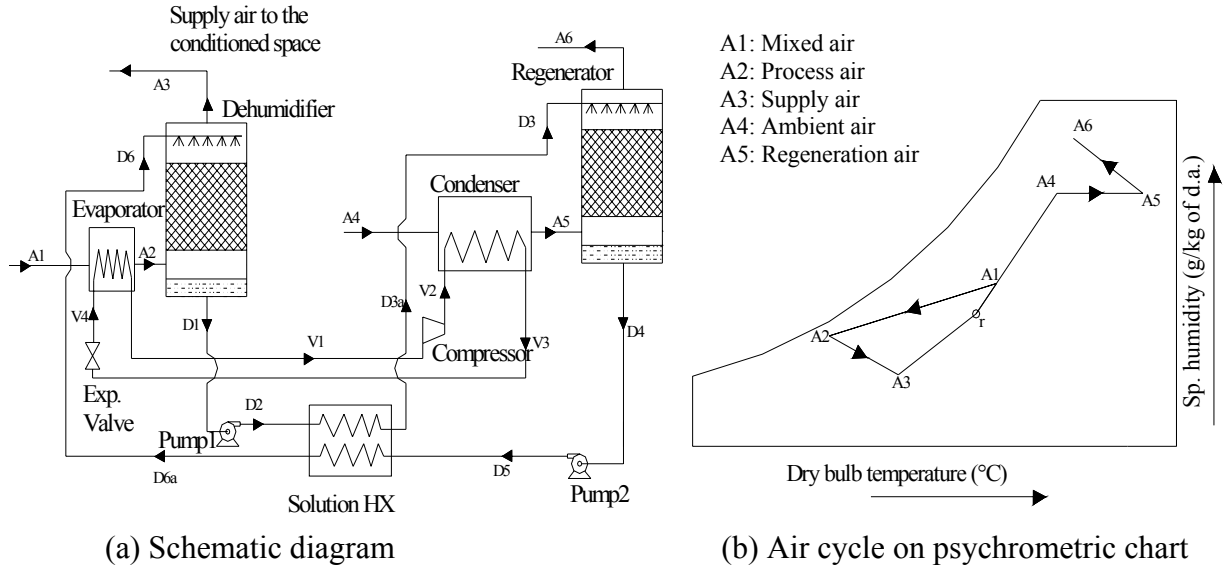 Supply air to the
conditioned space
A3
Dehumidifier
D6
Evaporator
A1
A2
V4
D1
Exp.
Valve
V1
A6
Regenerator
D3
Condenser
A4
A5
V2
D3a
Compressor
V3
D4
D2
Pump1
D6a
Solution HX
D5
Pump2
(a) Schematic diagram
A1: Mixed air
A2: Process air
A3: Supply air
A4: Ambient air
A5: Regeneration air
A6
A4
A5
A1
r
A2
A3
Sp. humidity (g/kg of d.a.)
Dry bulb temperature (°C)
(b) Air cycle on psychrometric chart